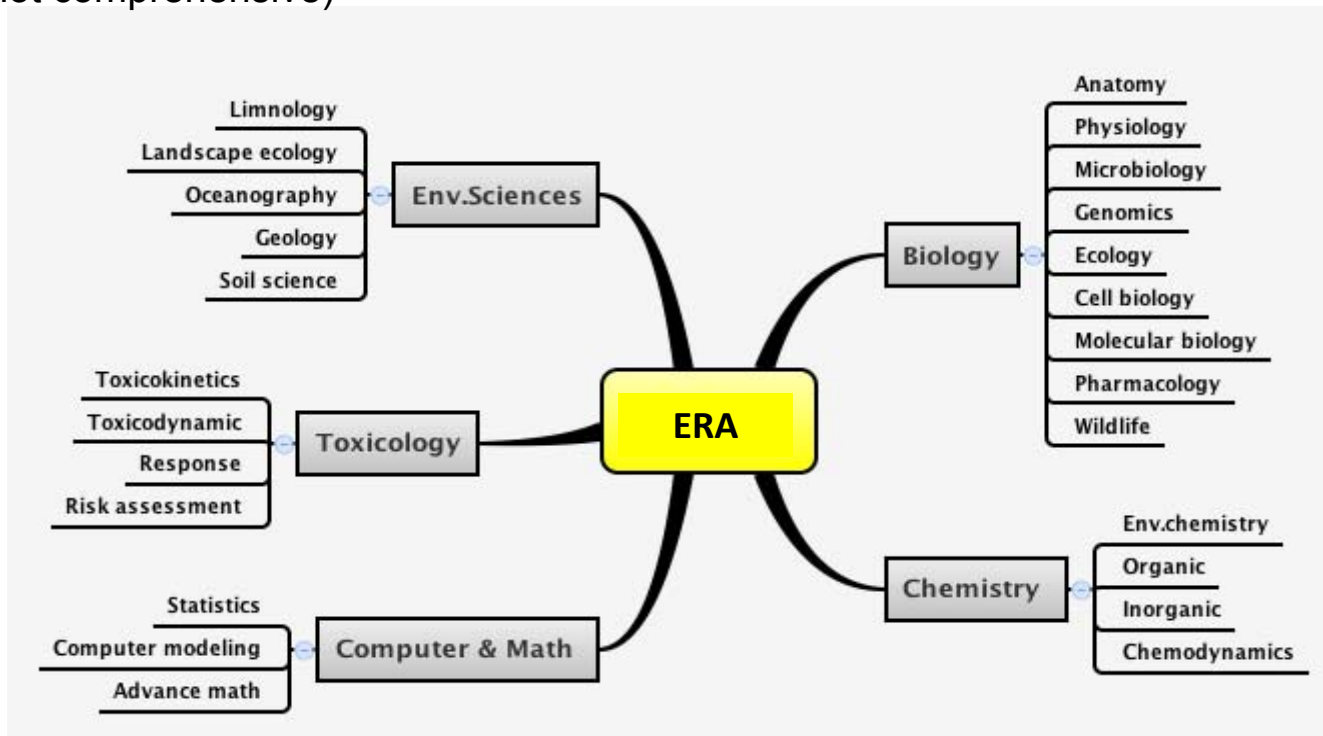 comprehensive)
Limnology
Landscape ecology
Oceanography
Geology
Soil science
Env.Sciences
Toxicokinetics
Toxicodynamic
Response
Risk assessment
Toxicology
Statistics
Computer modeling
Advance math
Computer & Math
ERA
Biology
Anatomy
Physiology
Microbiology
Genomics
Ecology
Cell biology
Molecular biology
Pharmacology
Wildlife
Chemistry
Env.chemistry
Organic
Inorganic
Chemodynamics